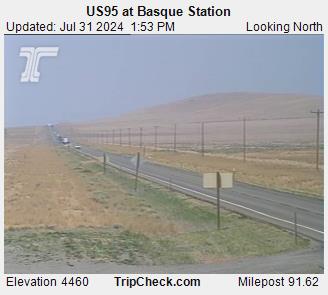 US95 at Basque Station
Updated: Jul 31 2024 1:53 PM Looking North
Elevation 4460 TripCheck.com Milepost 91.62